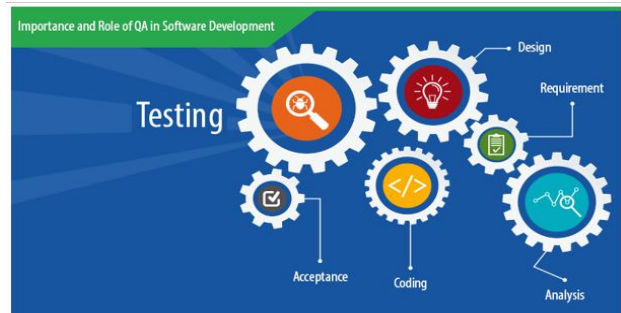 Importance and Role of QA in Software Development
Design
Requirement
Testing
</>
Acceptance
Coding
Analysis